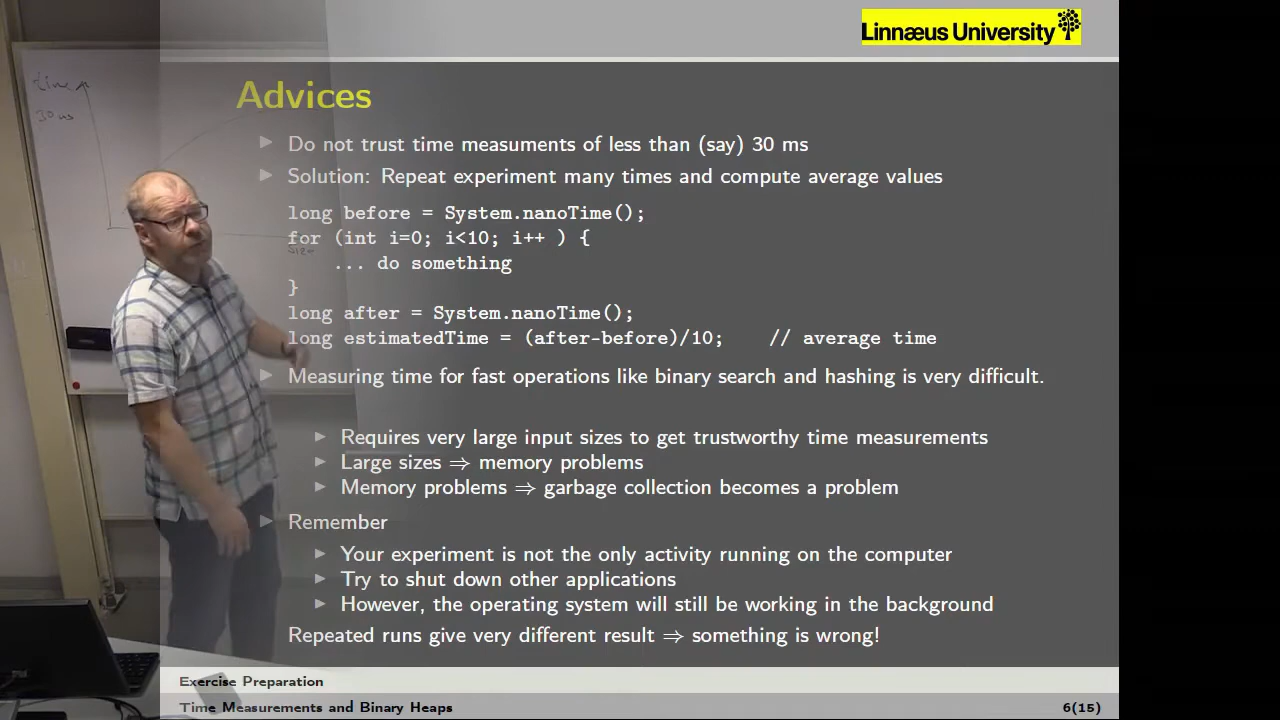 Linnæus University
time
30 ms
Advices
Do not trust time measuments of less than (say) 30 ms
Solution: Repeat experiment many times and compute average values
long before = System.nanoTime();
for (int i=0; i<10; i++ ) {
size
... do something
}
long after = System.nanoTime();
long estimatedTime = (after-before)/10; // average time
Measuring time for fast operations like binary search and hashing is very difficult.
Requires very large input sizes to get trustworthy time measurements
Large sizes ⇒ memory problems
Memory problems ⇒ garbage collection becomes a problem
Remember
Your experiment is not the only activity running on the computer
Try to shut down other applications
However, the operating system will still be working in the background
Repeated runs give very different result ⇒ something is wrong!
Exercise Preparation
Time Measurements and Binary Heaps 6(15)